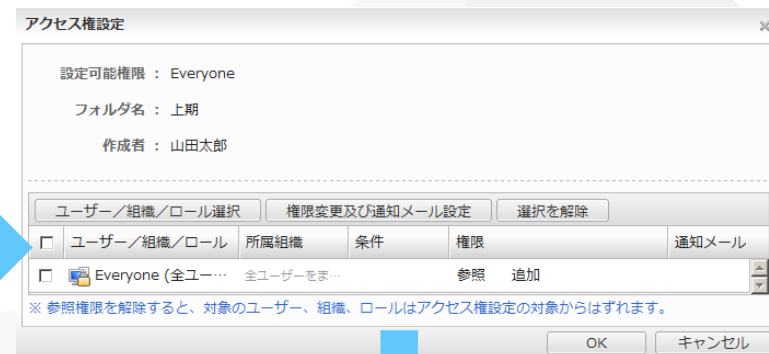 アクセス権設定
設定可能権限 : Everyone
フォルダ名 : 上期
作成者 : 山田太郎
ユーザー／組織／ロール選択 権限変更及び通知メール設定 選択を解除
ユーザー／組織／ロール 所属組織 条件 権限 通知メール
Everyone (全ユー… 全ユーザーをま… 参照 追加
※ 参照権限を解除すると、対象のユーザー、組織、ロールはアクセス権設定の対象からはずれます。
OK キャンセル